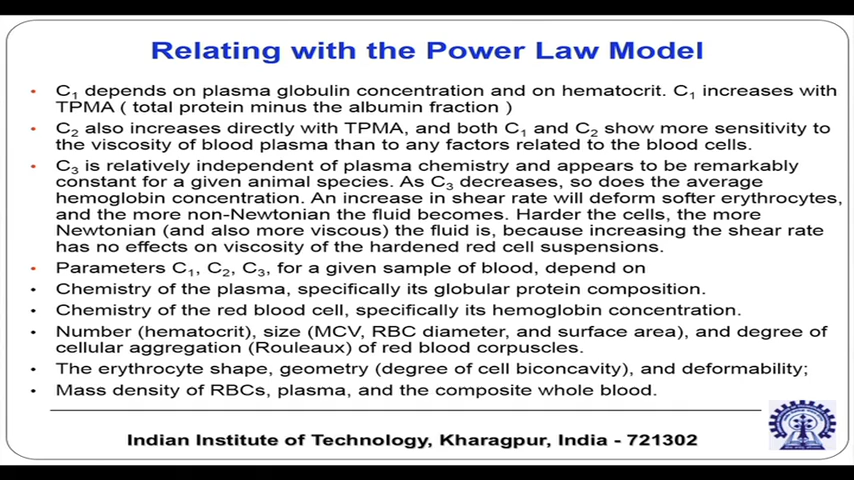 Relating with the Power Law Model
• C₁ depends on plasma globulin concentration and on hematocrit. C₁ increases with
TPMA ( total protein minus the albumin fraction )
• C₂ also increases directly with TPMA, and both C₁ and C₂ show more sensitivity to
the viscosity of blood plasma than to any factors related to the blood cells.
• C₃ is relatively independent of plasma chemistry and appears to be remarkably
constant for a given animal species. As C₃ decreases, so does the average
hemoglobin concentration. An increase in shear rate will deform softer erythrocytes,
and the more non-Newtonian the fluid becomes. Harder the cells, the more
Newtonian (and also more viscous) the fluid is, because increasing the shear rate
has no effects on viscosity of the hardened red cell suspensions.
• Parameters C₁, C₂, C₃, for a given sample of blood, depend on
• Chemistry of the plasma, specifically its globular protein composition.
• Chemistry of the red blood cell, specifically its hemoglobin concentration.
• Number (hematocrit), size (MCV, RBC diameter, and surface area), and degree of
cellular aggregation (Rouleaux) of red blood corpuscles.
• The erythrocyte shape, geometry (degree of cell biconcavity), and deformability;
• Mass density of RBCs, plasma, and the composite whole blood.
Indian Institute of Technology, Kharagpur, India - 721302